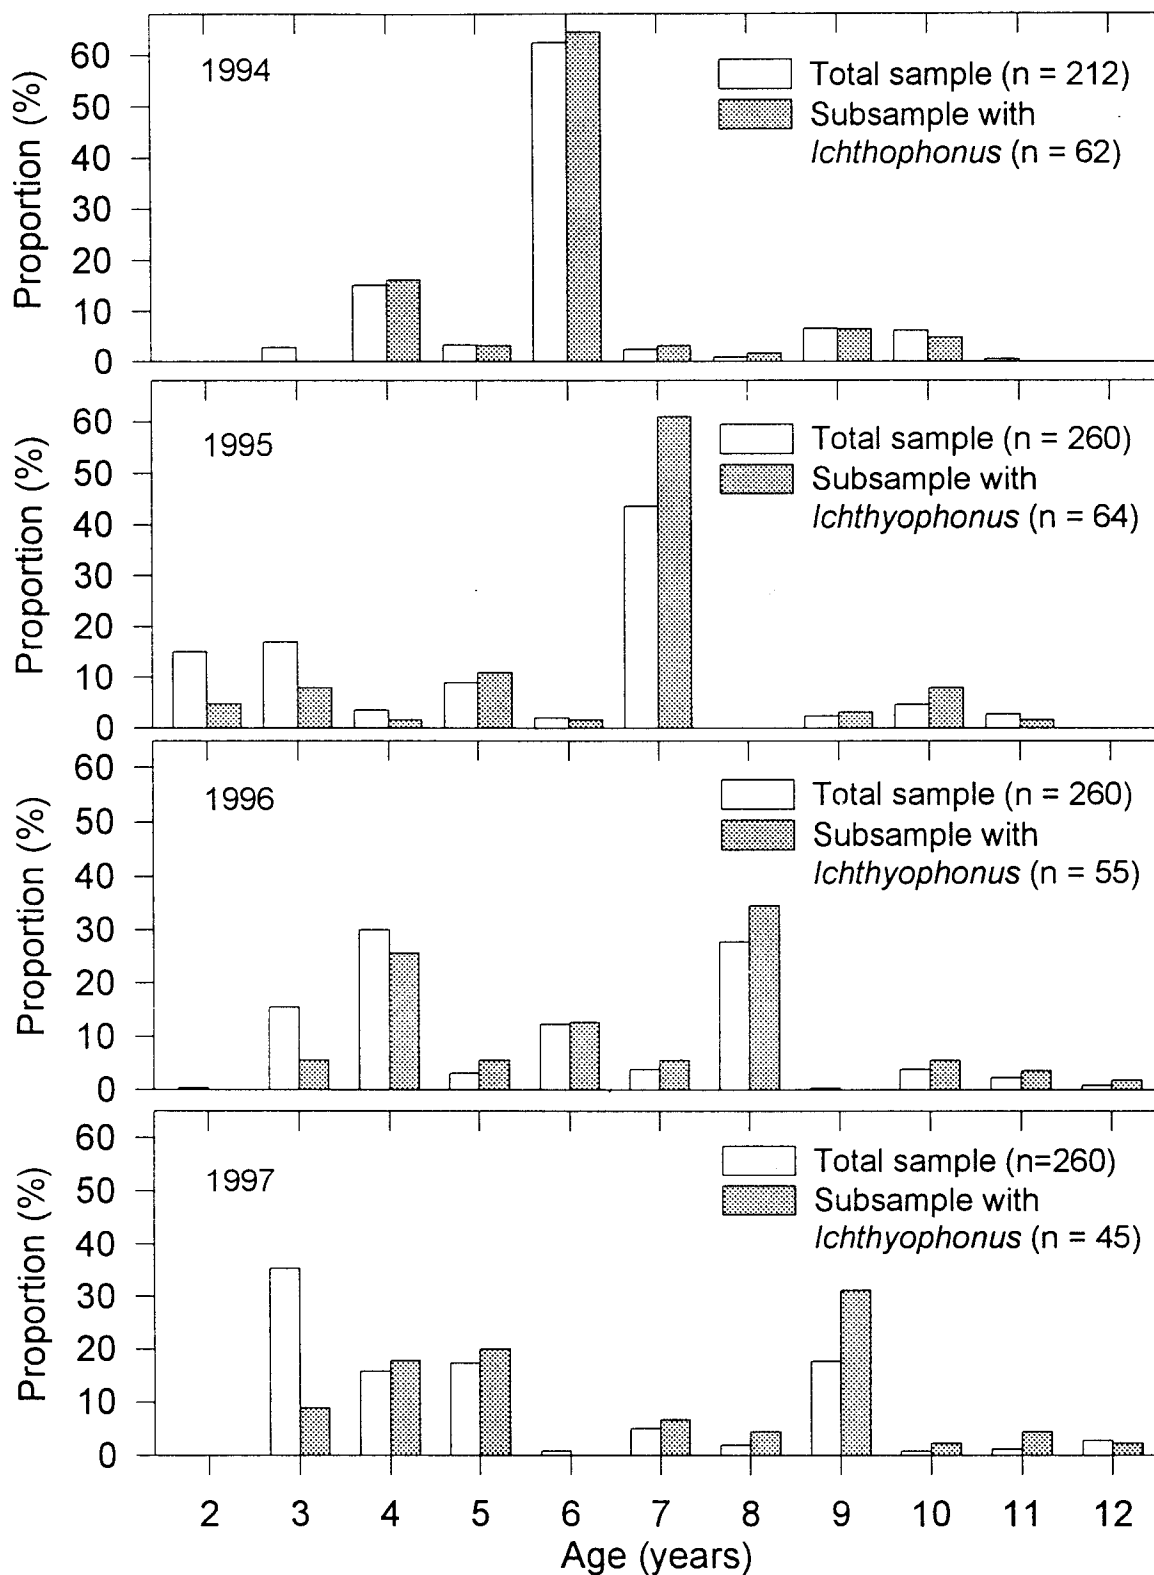 1994
Total sample (n = 212)
Subsample with
Ichthophonus (n = 62)
Proportion (%)
60
50
40
30
20
10
0
1995
Total sample (n = 260)
Subsample with
Ichthyophonus (n = 64)
Proportion (%)
60
50
40
30
20
10
0
1996
Total sample (n = 260)
Subsample with
Ichthyophonus (n = 55)
Proportion (%)
60
50
40
30
20
10
0
1997
Total sample (n=260)
Subsample with
Ichthyophonus (n = 45)
Proportion (%)
60
50
40
30
20
10
0
2 3 4 5 6 7 8 9 10 11 12
Age (years)